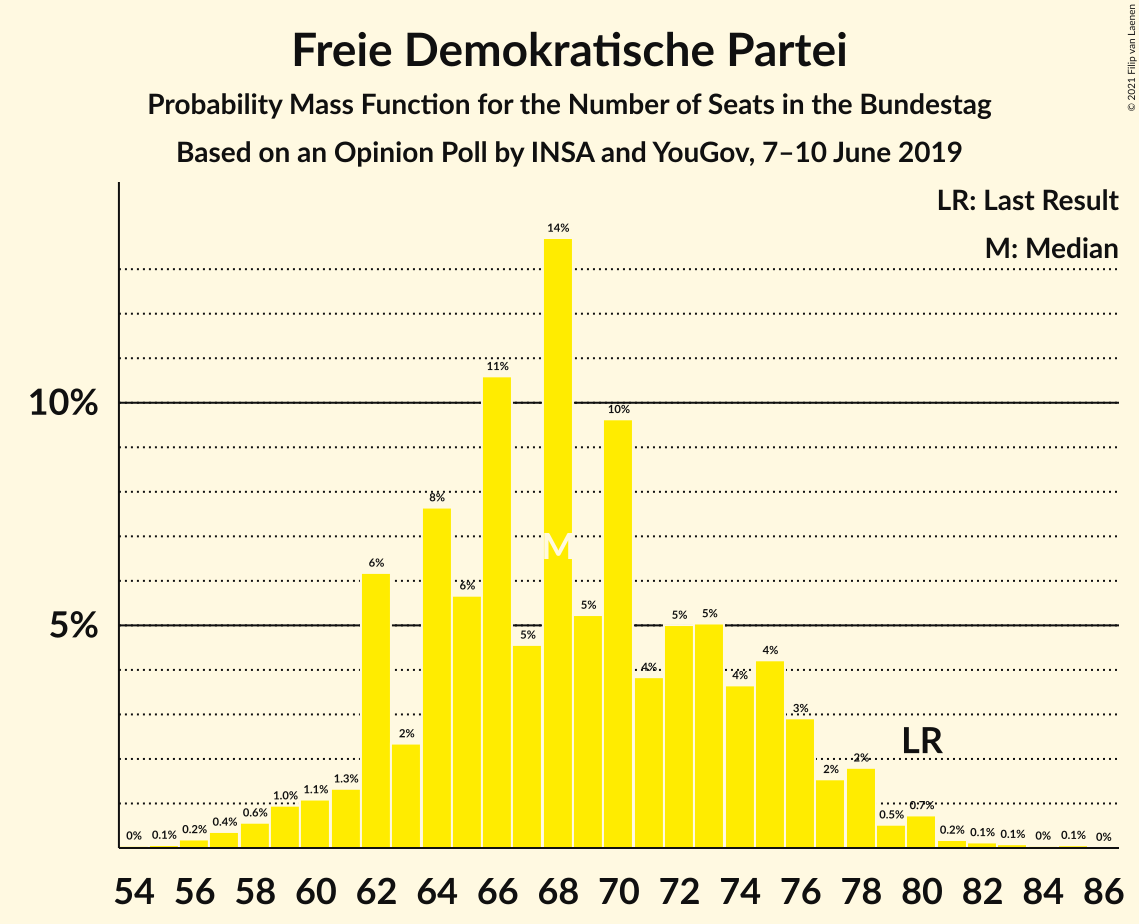 Freie Demokratische Partei
Probability Mass Function for the Number of Seats in the Bundestag
Based on an Opinion Poll by INSA and YouGov, 7–10 June 2019
© 2021 Filip van Laenen
LR: Last Result
M: Median
10%
5%
0% 0.1% 0.2% 0.4% 0.6% 1.0% 1.1% 1.3% 6% 2% 8% 6% 11% 5% 14% 5% 10% 4% 5% 5% 4% 4% 3% 2% 2% 0.5% 0.7% 0.2% 0.1% 0.1% 0% 0.1% 0%
M
LR
54 56 58 60 62 64 66 68 70 72 74 76 78 80 82 84 86